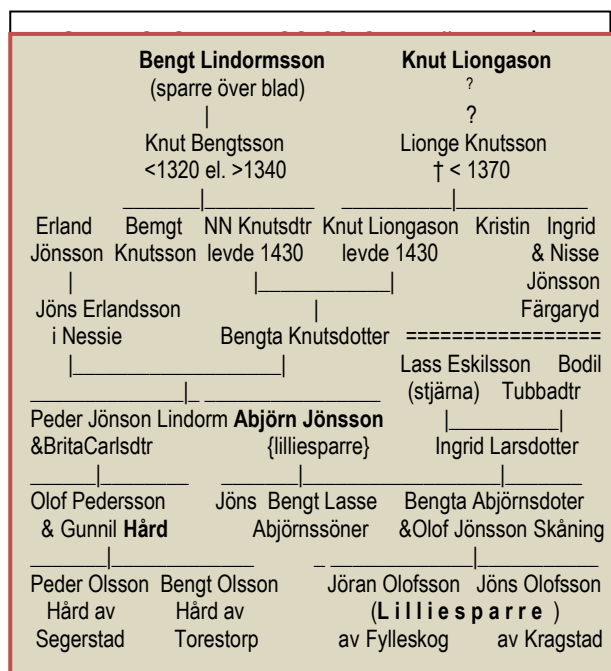 Bengt Lindormsson Knut Liongason
(sparre över blad) ?
| ?
Knut Bengtsson Lionge Knutsson
<1320 el. >1340 † < 1370
Erland Bemgt NN Knutsdtr Knut Liongason Kristin Ingrid
Jönsson Knutsson levde 1430 levde 1430 & Nisse
Jönsson
Jöns Erlandsson Färgaryd
i Nessie Bengta Knutsdotter =================
Lass Eskilsson Bodil
(stjärna) Tubbadtr
Peder Jönson Lindorm Abjörn Jönsson
&BritaCarlsdtr {lilliesparre} Ingrid Larsdotter
Olof Pedersson Jöns Bengt Lasse Bengta Abjörnsdoter
& Gunnil Hård Abjörnssöner &Olof Jönsson Skåning
Peder Olsson Bengt Olsson Jöran Olofsson Jöns Olofsson
Hård av Hård av (L i l l i e s p a r r e )
Segerstad Torestorp av Fylleskog av Kragstad